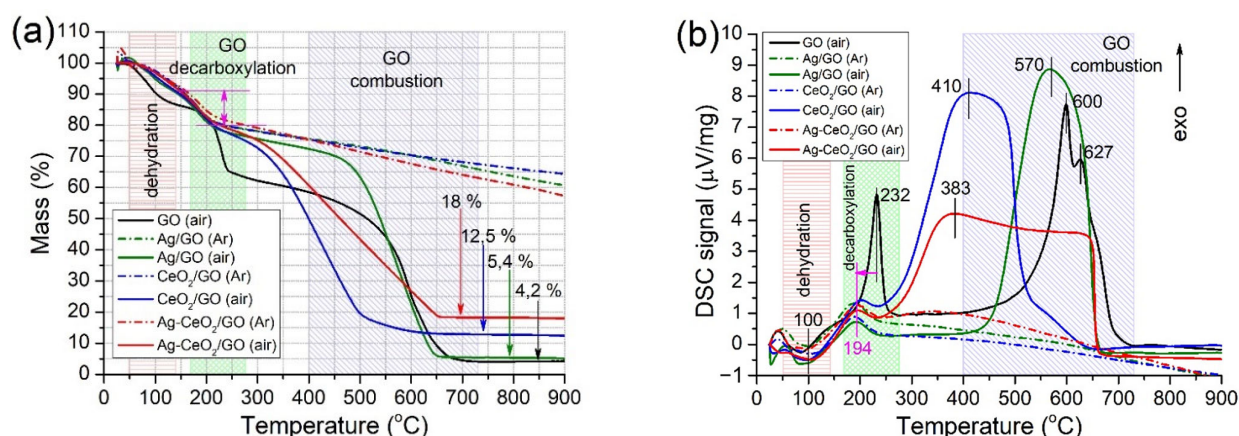 (a)
110
100
90
80
70
60
50
40
30
20
10
0
Mass (%)
0 100 200 300 400 500 600 700 800 900
Temperature (°C)
dehydration
GO
decarboxylation
GO
combustion
18 %
12,5 %
5,4 %
4,2 %
GO (air)
Ag/GO (Ar)
Ag/GO (air)
CeO₂/GO (Ar)
CeO₂/GO (air)
Ag-CeO₂/GO (Ar)
Ag-CeO₂/GO (air)
(b)
10
9
8
7
6
5
4
3
2
1
0
−1
DSC signal (µV/mg)
0 100 200 300 400 500 600 700 800 900
Temperature (°C)
GO (air)
Ag/GO (Ar)
Ag/GO (air)
CeO₂/GO (Ar)
CeO₂/GO (air)
Ag-CeO₂/GO (Ar)
Ag-CeO₂/GO (air)
dehydration
decarboxylation
GO
combustion
exo
100
194
232
383
410
570
600
627